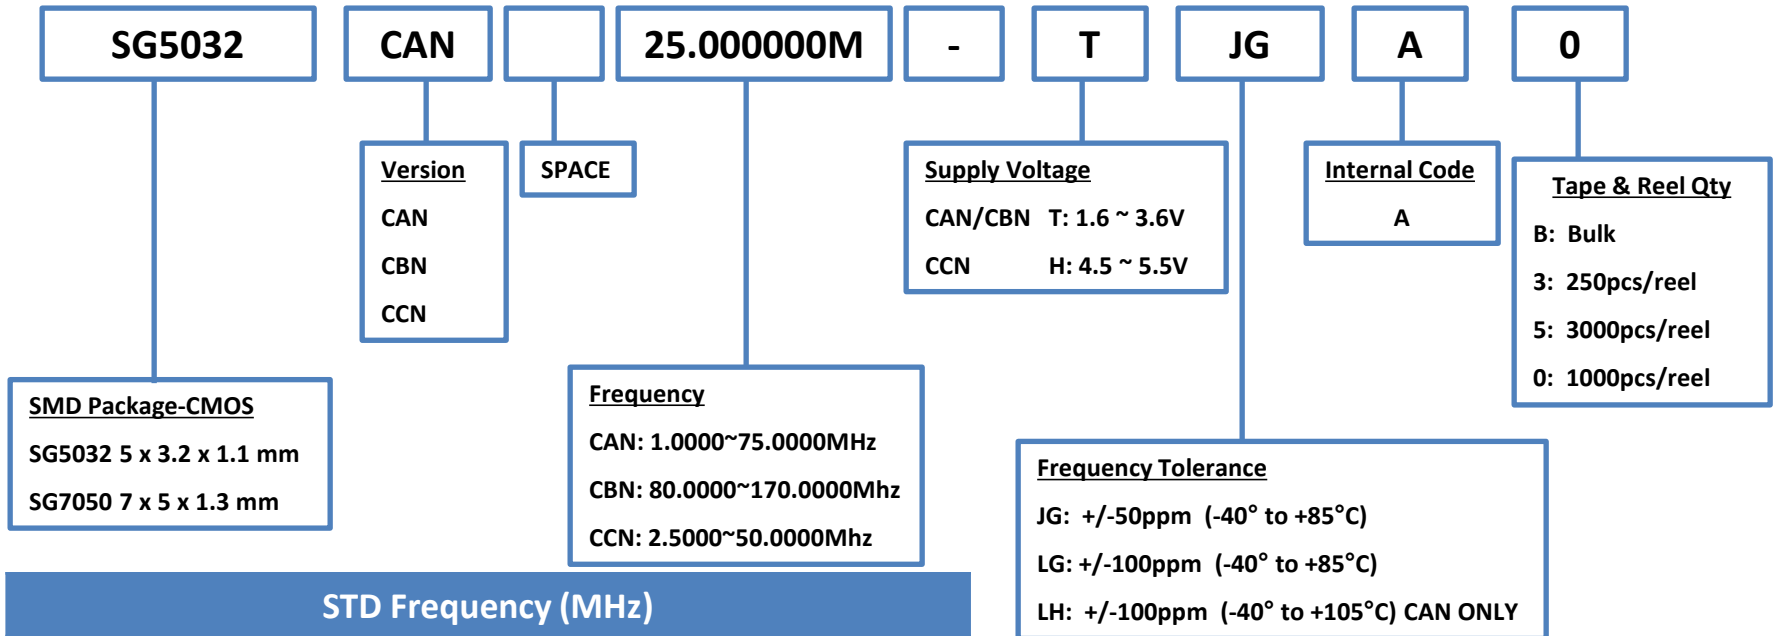 SG5032 CAN 25.000000M - T JG A 0
Version
CAN
CBN
CCN
SPACE
Supply Voltage
CAN/CBN T: 1.6 ~ 3.6V
CCN H: 4.5 ~ 5.5V
Internal Code
A
Tape & Reel Qty
B: Bulk
3: 250pcs/reel
5: 3000pcs/reel
0: 1000pcs/reel
SMD Package-CMOS
SG5032 5 x 3.2 x 1.1 mm
SG7050 7 x 5 x 1.3 mm
Frequency
CAN: 1.0000~75.0000MHz
CBN: 80.0000~170.0000Mhz
CCN: 2.5000~50.0000Mhz
Frequency Tolerance
JG: +/-50ppm (-40° to +85°C)
LG: +/-100ppm (-40° to +85°C)
LH: +/-100ppm (-40° to +105°C) CAN ONLY
STD Frequency (MHz)